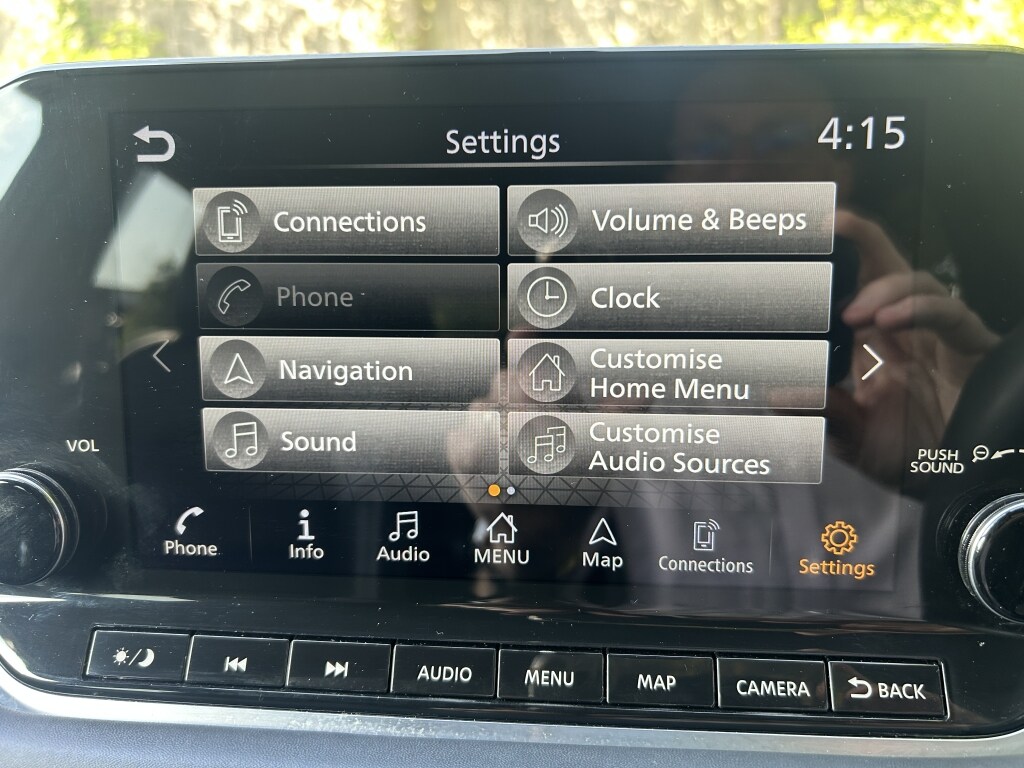 Settings
4:15
Connections
Volume & Beeps
Phone
Clock
Navigation
Customise
Home Menu
Sound
Customise
Audio Sources
VOL
PUSH
SOUND
Phone
Info
Audio
MENU
Map
Connections
Settings
AUDIO
MENU
MAP
CAMERA
BACK